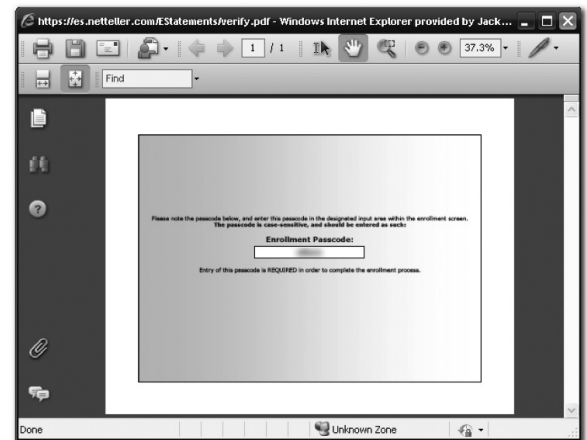 https://es.netteller.com/EStatements/verify.pdf - Windows Internet Explorer provided by Jack...
1 / 1 37.3%
Find
Please note the passcode below, and enter this passcode in the designated input area within the enrollment screen.
The passcode is case-sensitive, and should be entered as such:
Enrollment Passcode:
Entry of this passcode is REQUIRED in order to complete the enrollment process.
Done Unknown Zone